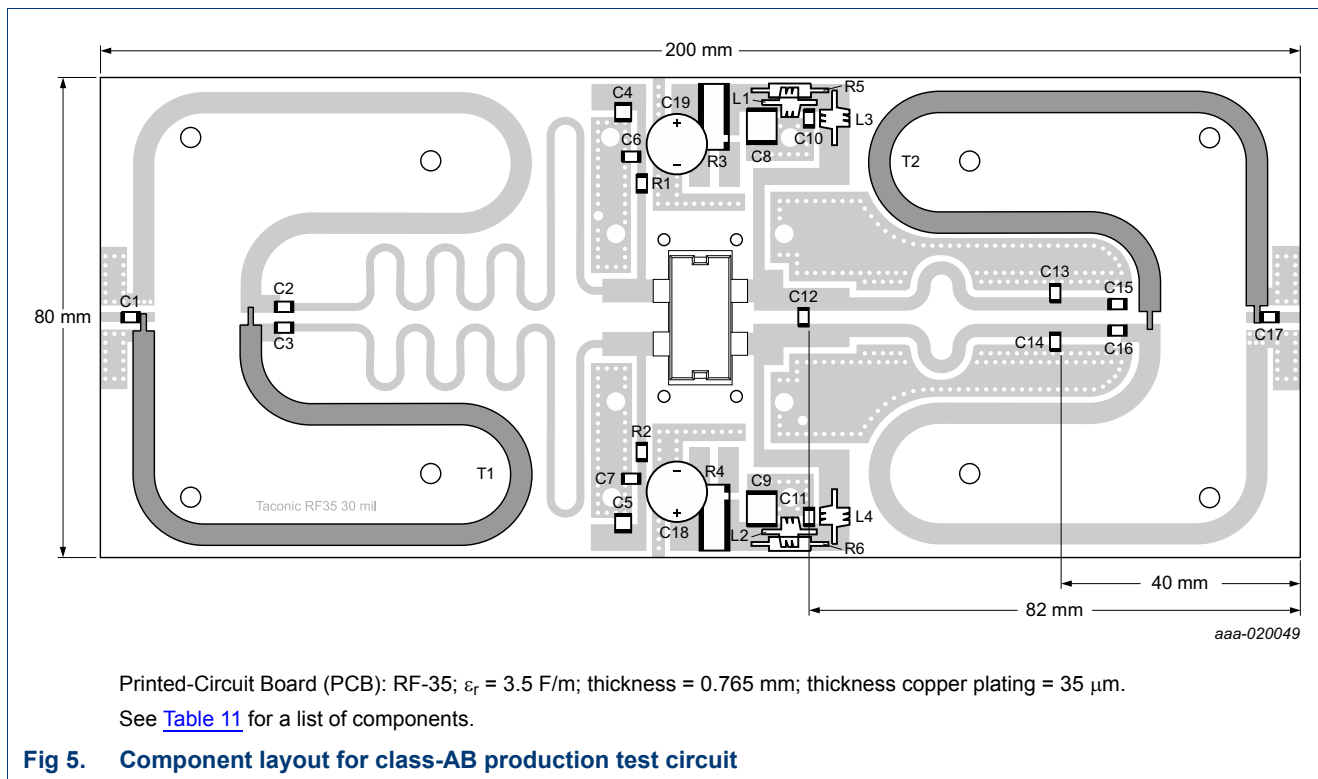 200 mm
80 mm
C4
C6
R1
C19
R3
L1
C8
C10
R5
L3
T2
C1
C2
C3
C12
C13
C14
C15
C16
C17
T1
Taconic RF35 30 mil
R2
C7
C5
C18
R4
C9
L2
C11
L4
R6
+
−
−
+
40 mm
82 mm
aaa-020049
Printed-Circuit Board (PCB): RF-35; εr = 3.5 F/m; thickness = 0.765 mm; thickness copper plating = 35 μm.
See Table 11 for a list of components.
Fig 5. Component layout for class-AB production test circuit